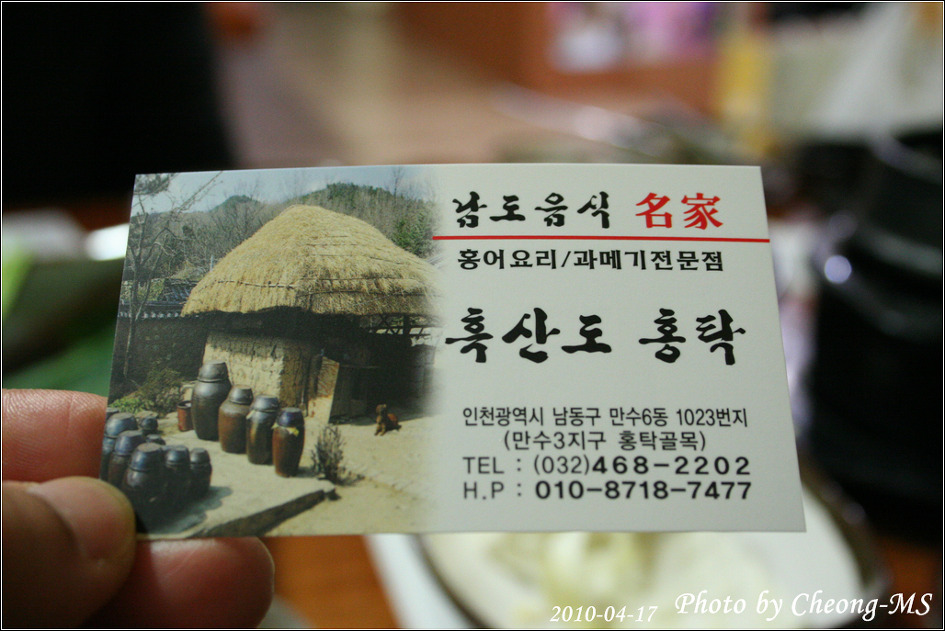 남도음식 名家
홍어요리/과메기전문점
흑산도 홍탁
인천광역시 남동구 만수6동 1023번지
(만수3지구 홍탁골목)
TEL : (032)468-2202
H.P : 010-8718-7477
2010-04-17 Photo by Cheong-MS